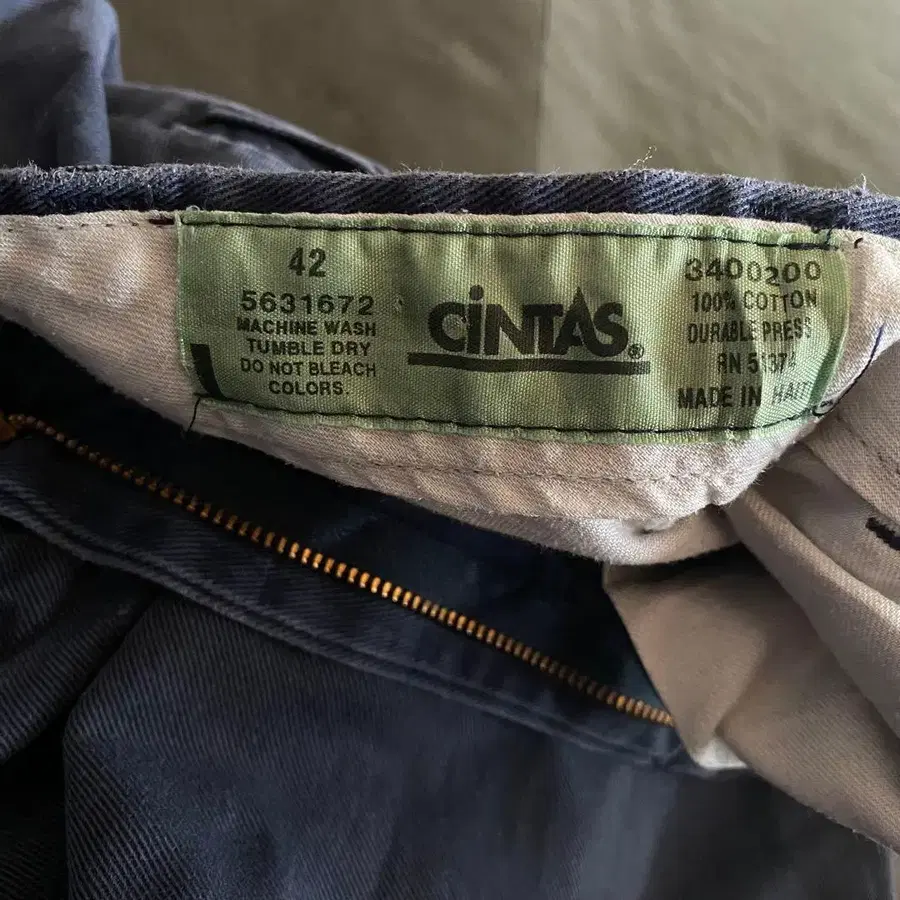 42
5631672
MACHINE WASH
TUMBLE DRY
DO NOT BLEACH
COLORS.
CiNTAS®
3400200
100% COTTON
DURABLE PRESS
RN
MADE IN HAITI